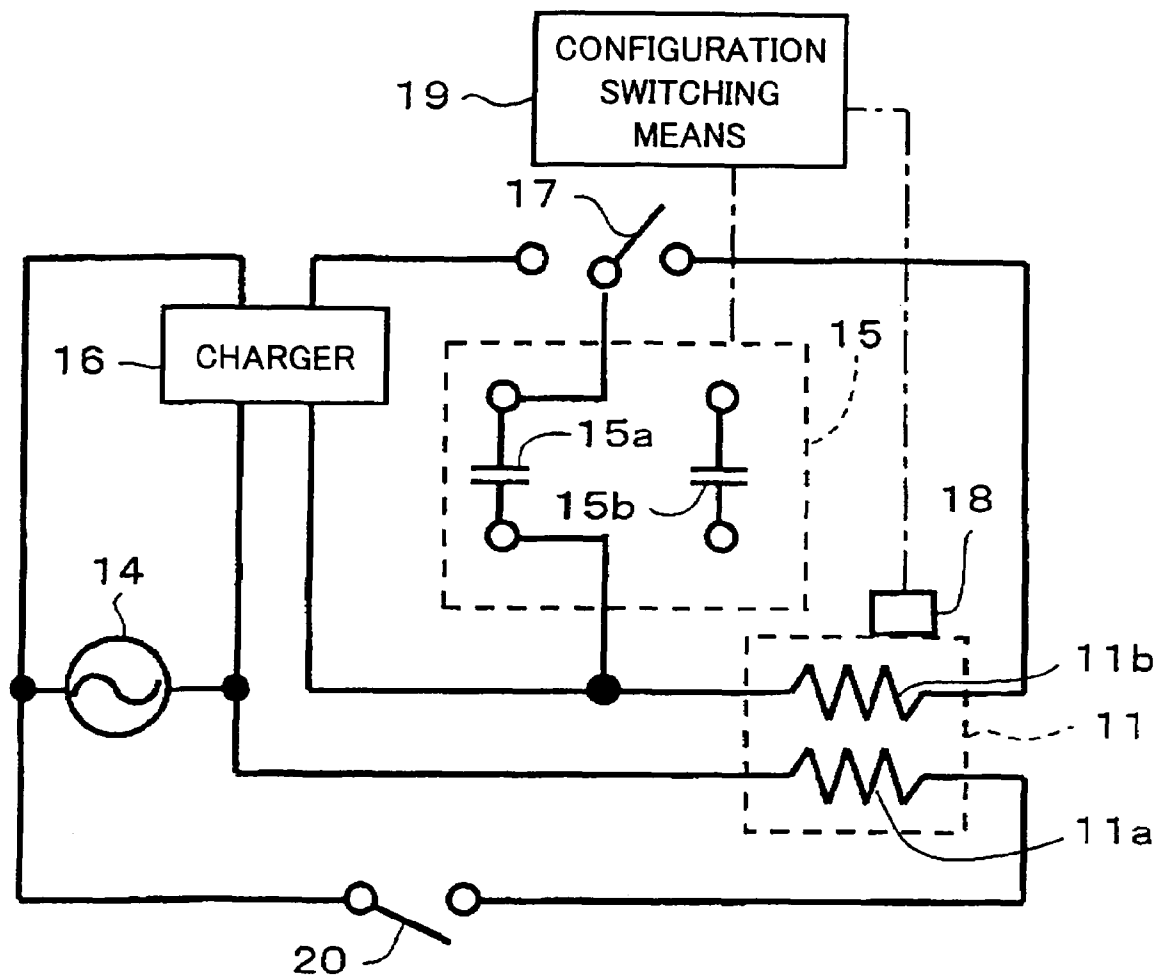 CONFIGURATION
SWITCHING
MEANS
19
17
16
CHARGER
15
15a
15b
18
14
11b
11
11a
20